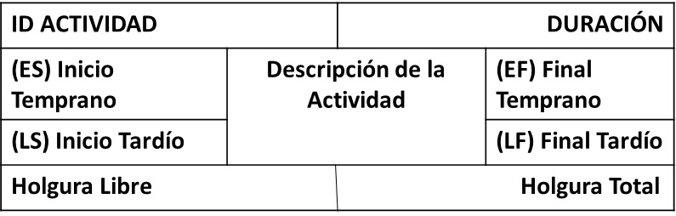 ID ACTIVIDAD
DURACIÓN
(ES) Inicio
Temprano
Descripción de la
Actividad
(EF) Final
Temprano
(LS) Inicio Tardío
(LF) Final Tardío
Holgura Libre
Holgura Total